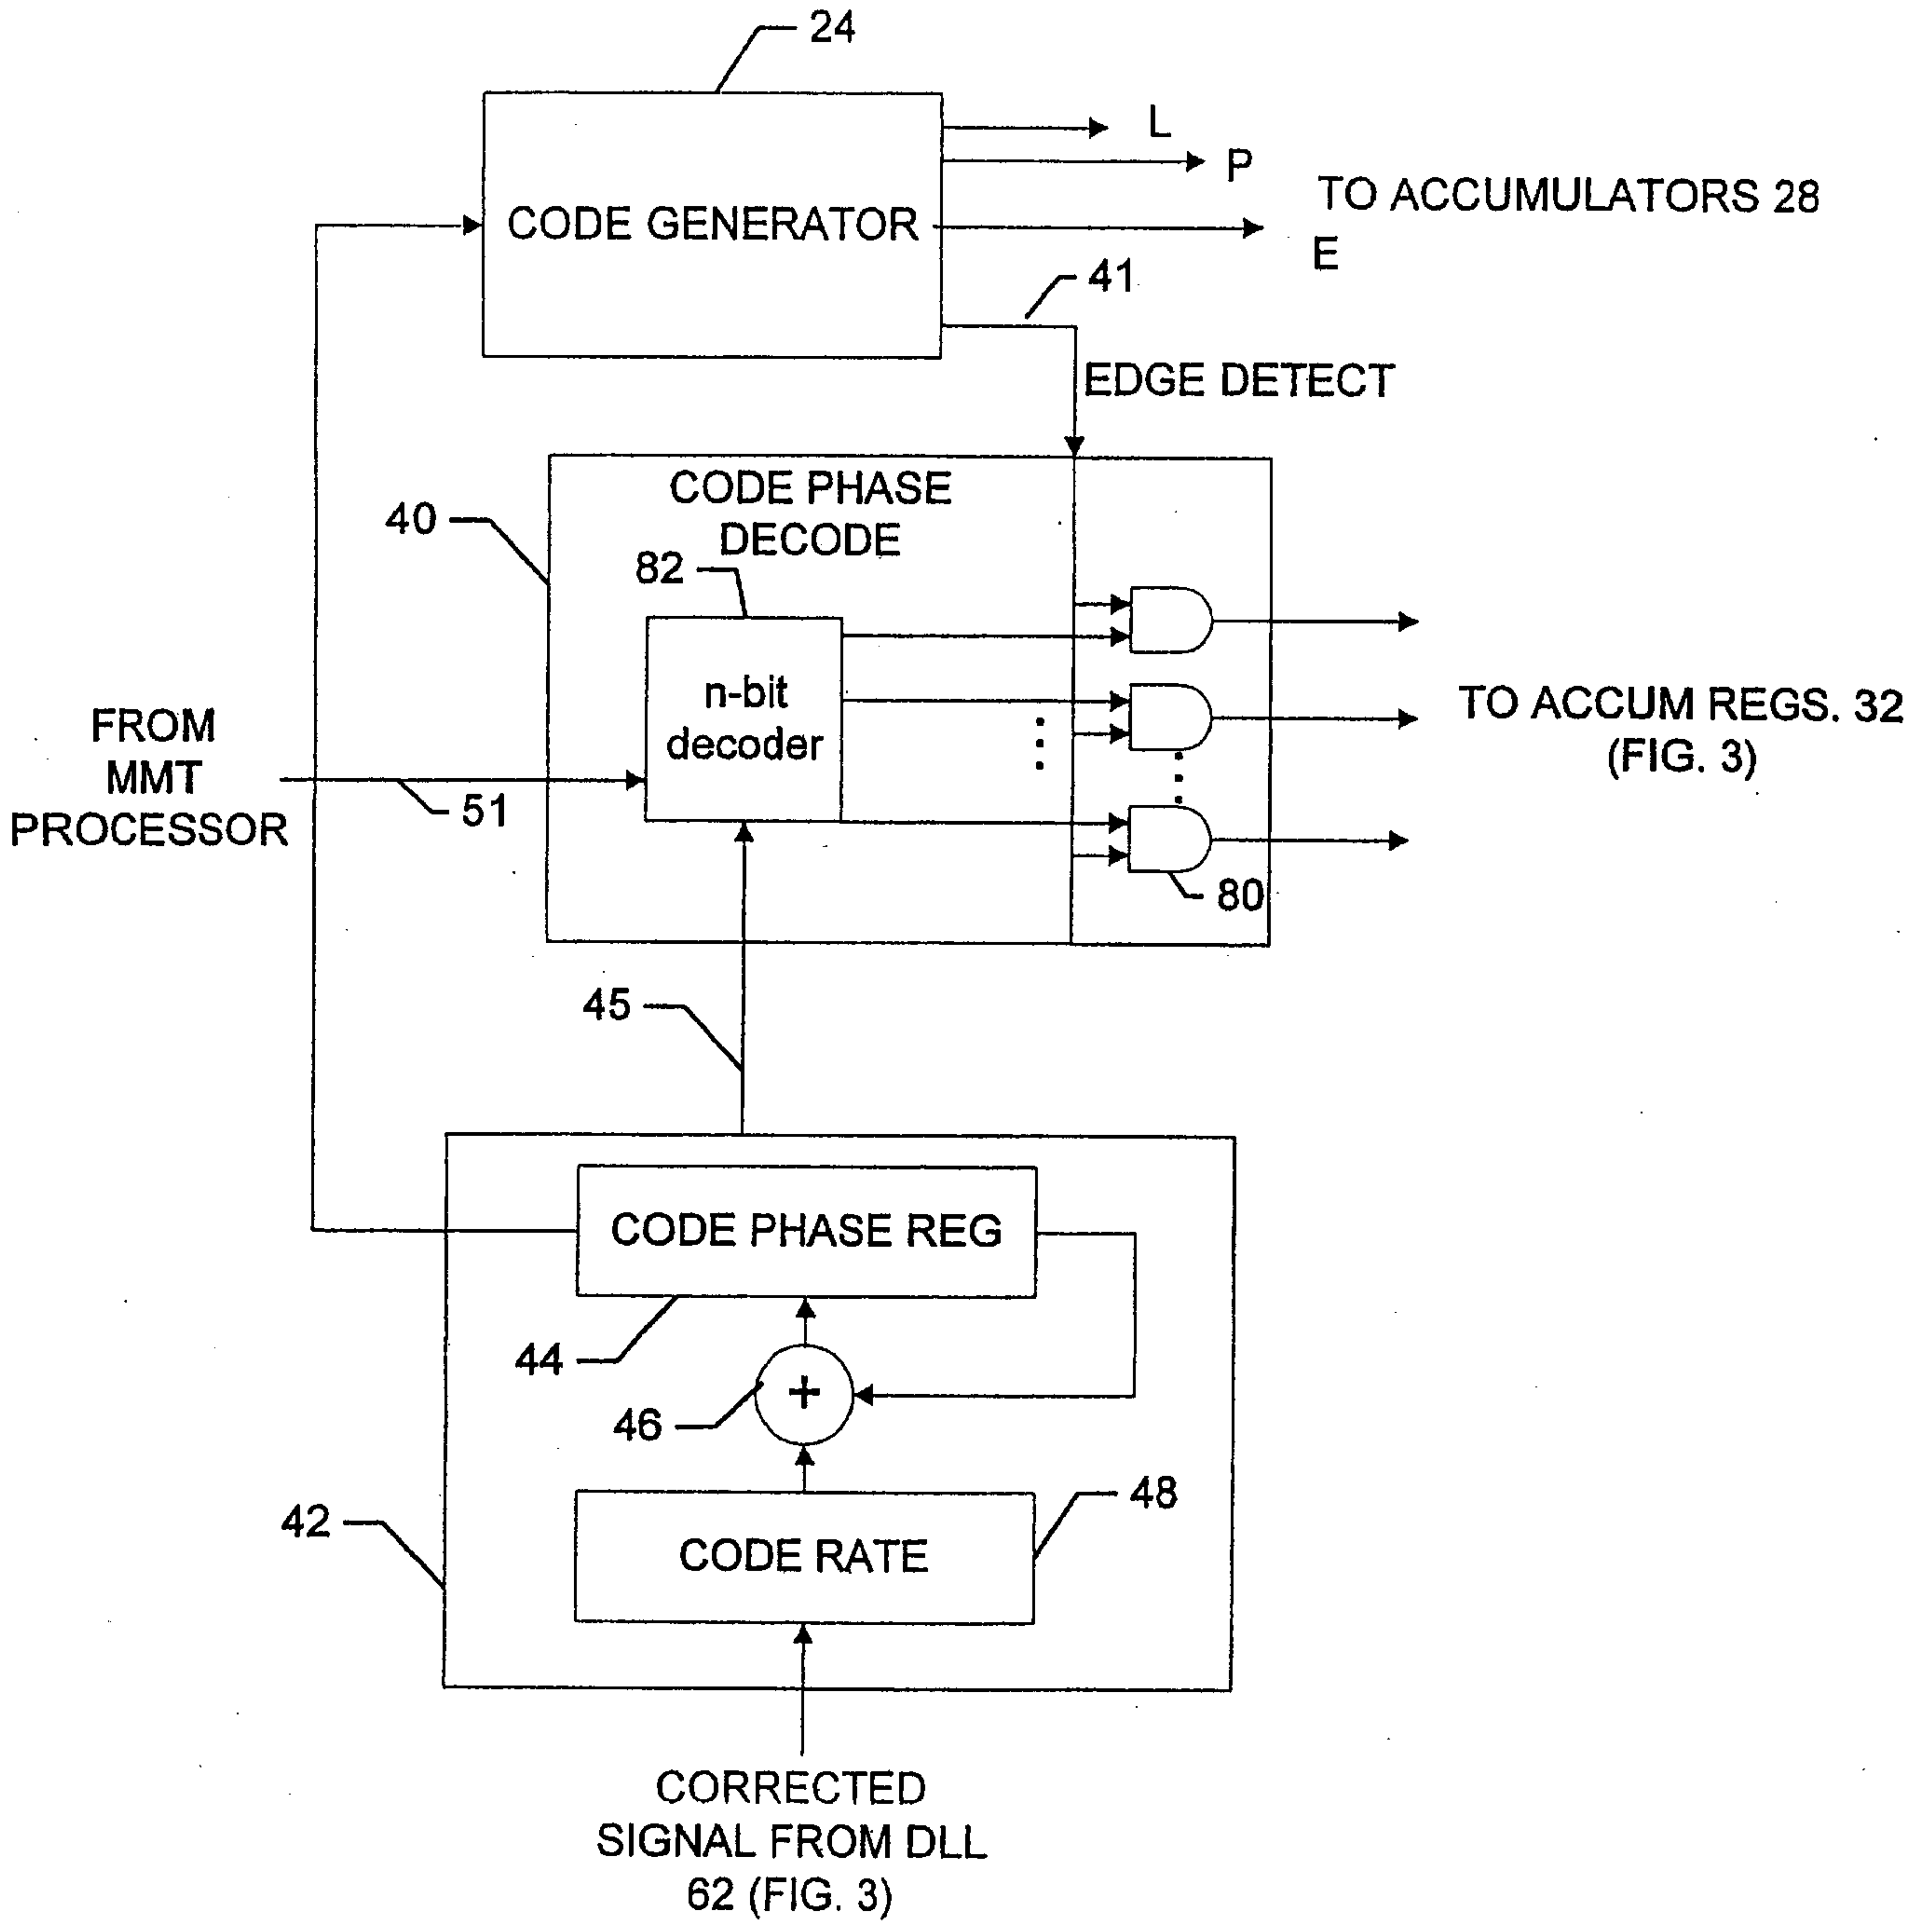 24
L
P
TO ACCUMULATORS 28
CODE GENERATOR
E
41
EDGE DETECT
CODE PHASE
DECODE
40
82
n-bit
decoder
TO ACCUM REGS. 32
(FIG. 3)
FROM
MMT
PROCESSOR
51
80
45
CODE PHASE REG
44
+
46
48
42
CODE RATE
CORRECTED
SIGNAL FROM DLL
62 (FIG. 3)